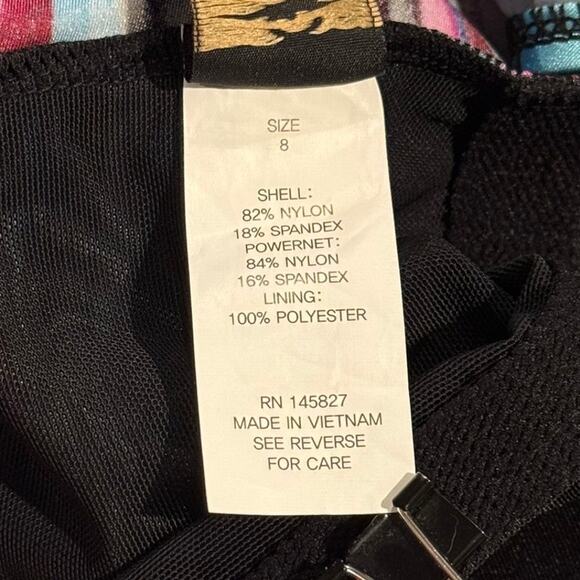 SIZE
8
SHELL:
82% NYLON
18% SPANDEX
POWERNET:
84% NYLON
16% SPANDEX
LINING:
100% POLYESTER
RN 145827
MADE IN VIETNAM
SEE REVERSE
FOR CARE